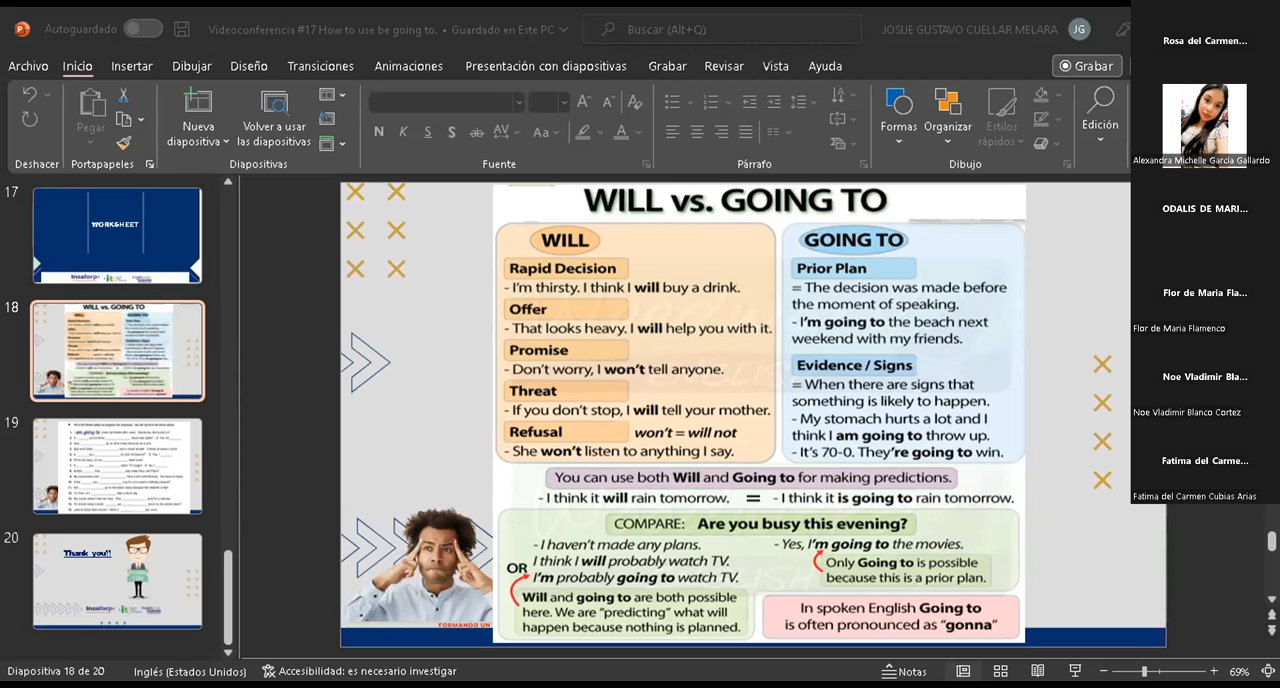 Autoguardado
Videoconferencia #17 How to use be going to. • Guardado en Este PC
Buscar (Alt+Q)
JOSUE GUSTAVO CUELLAR MELARA
JG
Archivo
Inicio
Insertar
Dibujar
Diseño
Transiciones
Animaciones
Presentación con diapositivas
Grabar
Revisar
Vista
Ayuda
Grabar
Pegar
Nueva
diapositiva
Volver a usar
las diapositivas
N K S S ab AV Aa A
Formas
Organizar
Estilos
rápidos
Edición
Deshacer
Portapapeles
Diapositivas
Fuente
Párrafo
Dibujo
17
WORKSHEET
Insaforp
18
WILL vs. GOING TO
19
20
Thank you!!
Insaforp
WILL vs. GOING TO
WILL
Rapid Decision
- I'm thirsty. I think I will buy a drink.
Offer
- That looks heavy. I will help you with it.
Promise
- Don't worry, I won't tell anyone.
Threat
- If you don't stop, I will tell your mother.
Refusal won't = will not
- She won't listen to anything I say.
GOING TO
Prior Plan
= The decision was made before
the moment of speaking.
- I'm going to the beach next
weekend with my friends.
Evidence / Signs
= When there are signs that
something is likely to happen.
- My stomach hurts a lot and I
think I am going to throw up.
- It's 70-0. They're going to win.
You can use both Will and Going to for making predictions.
- I think it will rain tomorrow. = - I think it is going to rain tomorrow.
COMPARE: Are you busy this evening?
- I haven't made any plans.
I think I will probably watch TV.
OR
I'm probably going to watch TV.
Will and going to are both possible
here. We are "predicting" what will
happen because nothing is planned.
- Yes, I'm going to the movies.
Only Going to is possible
because this is a prior plan.
In spoken English Going to
is often pronounced as "gonna"
FORMANDO UN
Rosa del Carmen...
Alexandra Michelle García Gallardo
ODALIS DE MARI...
Flor de Maria Fla...
Flor de Maria Flamenco
Noe Vladimir Bla...
Noe Vladimir Blanco Cortez
Fatima del Carme...
Fatima del Carmen Cubias Arias
Diapositiva 18 de 20
Inglés (Estados Unidos)
Accesibilidad: es necesario investigar
Notas
69%